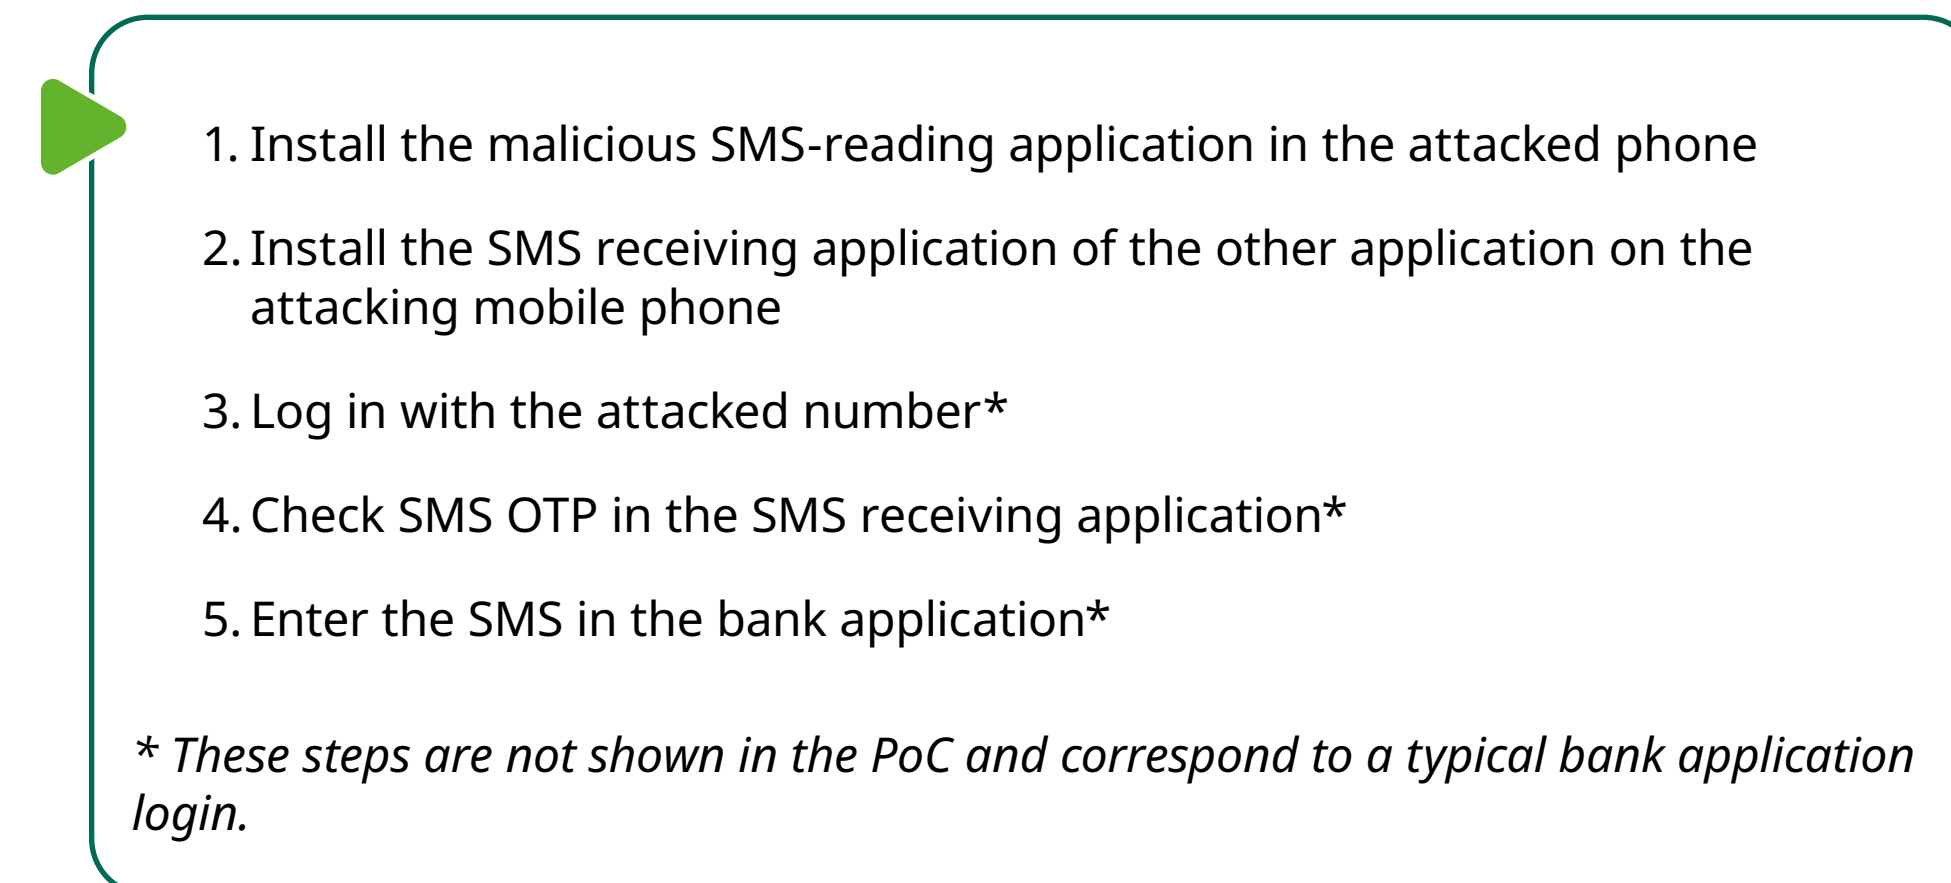 1. Install the malicious SMS-reading application in the attacked phone
2. Install the SMS receiving application of the other application on the
attacking mobile phone
3. Log in with the attacked number*
4. Check SMS OTP in the SMS receiving application*
5. Enter the SMS in the bank application*
* These steps are not shown in the PoC and correspond to a typical bank application
login.